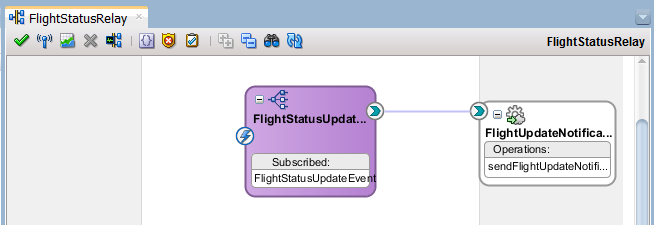 FlightStatusRelay
FlightStatusRelay
FlightStatusUpdat...
Subscribed:
FlightStatusUpdateEvent
FlightUpdateNotifica...
Operations:
sendFlightUpdateNotifi...